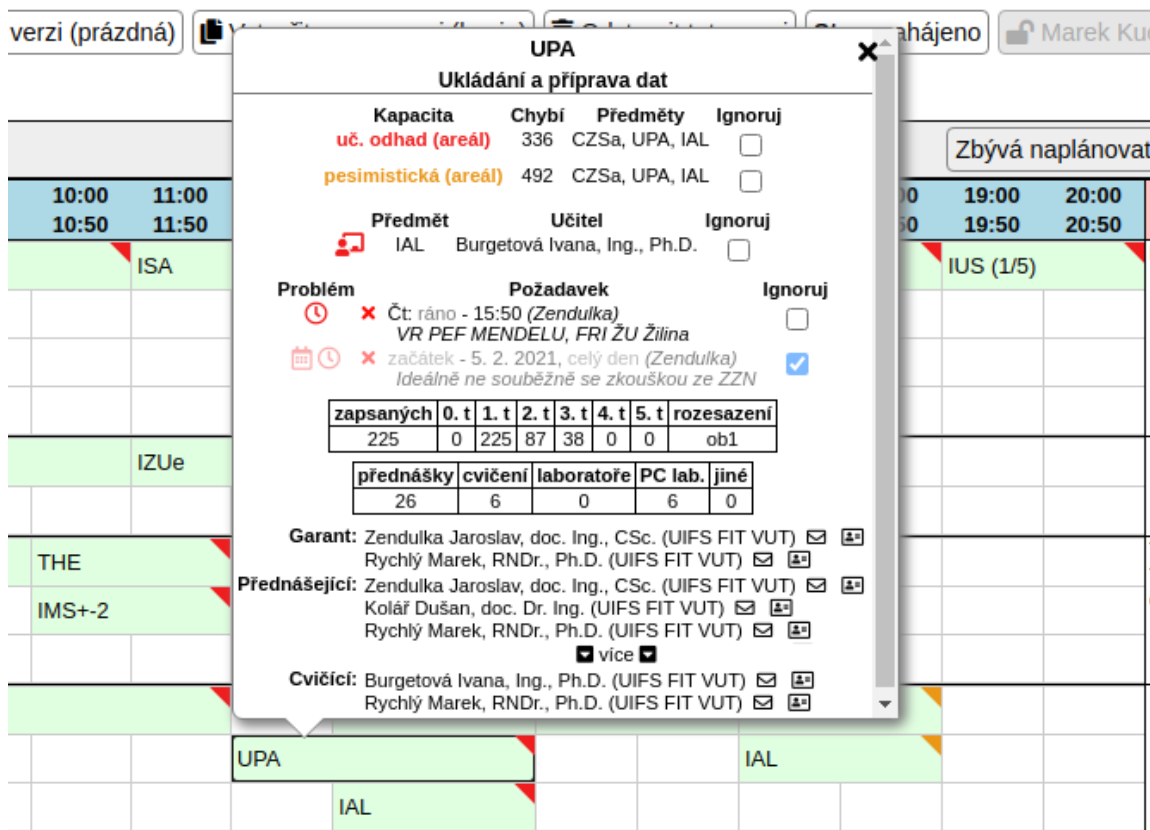 verzi (prázdná)
ahájeno
Marek Ku
UPA
Ukládání a příprava dat
Kapacita Chybí Předměty Ignoruj
uč. odhad (areál) 336 CZSa, UPA, IAL
pesimistická (areál) 492 CZSa, UPA, IAL
Zbývá naplánovat
10:00 11:00 19:00 20:00
10:50 11:50 50 19:50 20:50
Předmět Učitel Ignoruj
IAL Burgetová Ivana, Ing., Ph.D.
ISA
IUS (1/5)
Problém Požadavek Ignoruj
Čt: ráno - 15:50 (Zendulka)
VR PEF MENDELU, FRI ŽU Žilina
začátek - 5. 2. 2021, celý den (Zendulka)
Ideálně ne souběžně se zkouškou ze ZZN
zapsaných 0. t 1. t 2. t 3. t 4. t 5. t rozesazení
225 0 225 87 38 0 0 ob1
IZUe
přednášky cvičení laboratoře PC lab. jiné
26 6 0 6 0
Garant: Zendulka Jaroslav, doc. Ing., CSc. (UIFS FIT VUT)
Rychlý Marek, RNDr., Ph.D. (UIFS FIT VUT)
THE
Přednášející: Zendulka Jaroslav, doc. Ing., CSc. (UIFS FIT VUT)
Kolář Dušan, doc. Dr. Ing. (UIFS FIT VUT)
IMS+-2
Rychlý Marek, RNDr., Ph.D. (UIFS FIT VUT)
více
Cvičící: Burgetová Ivana, Ing., Ph.D. (UIFS FIT VUT)
Rychlý Marek, RNDr., Ph.D. (UIFS FIT VUT)
UPA
IAL
IAL